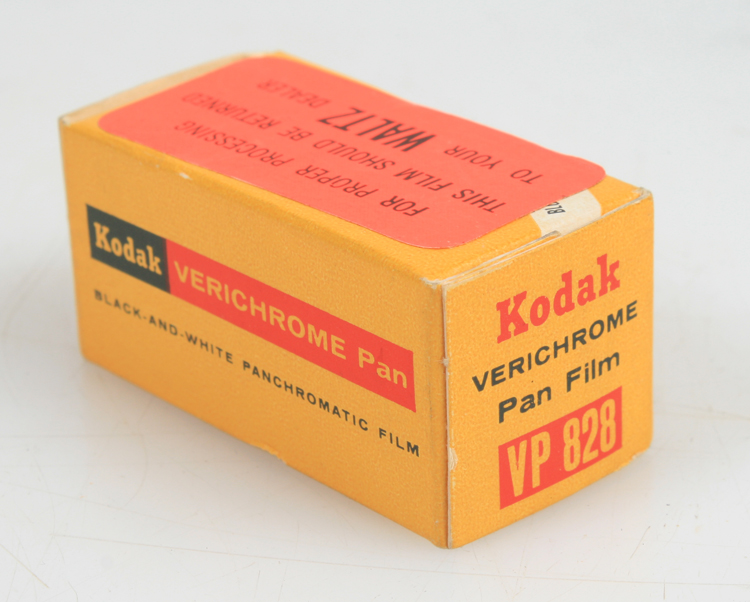 FOR PROPER PROCESSING
THIS FILM SHOULD BE RETURNED
TO YOUR WALTZ DEALER
Kodak VERICHROME Pan
BLACK-AND-WHITE PANCHROMATIC FILM
Kodak
VERICHROME
Pan Film
VP 828